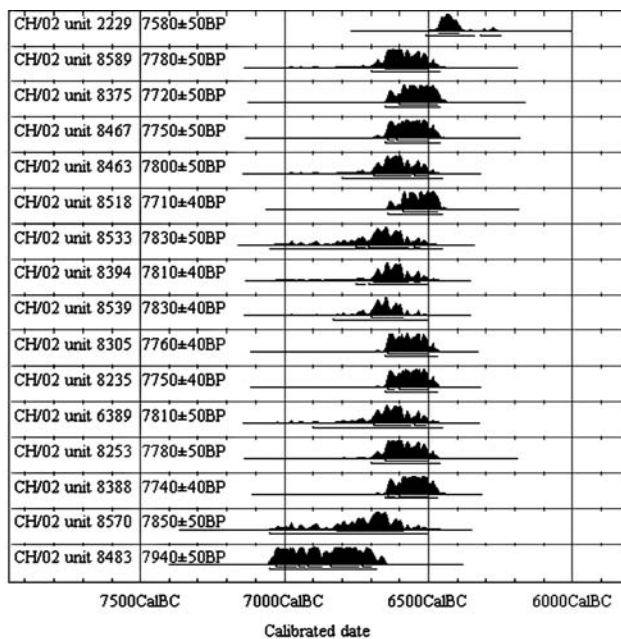 CH/02 unit 2229 7580±50BP
CH/02 unit 8589 7780±50BP
CH/02 unit 8375 7720±50BP
CH/02 unit 8467 7750±50BP
CH/02 unit 8463 7800±50BP
CH/02 unit 8518 7710±40BP
CH/02 unit 8533 7830±50BP
CH/02 unit 8394 7810±40BP
CH/02 unit 8539 7830±40BP
CH/02 unit 8305 7760±40BP
CH/02 unit 8235 7750±40BP
CH/02 unit 6389 7810±50BP
CH/02 unit 8253 7780±50BP
CH/02 unit 8388 7740±40BP
CH/02 unit 8570 7850±50BP
CH/02 unit 8483 7940±50BP
7500CalBC 7000CalBC 6500CalBC 6000CalBC
Calibrated date